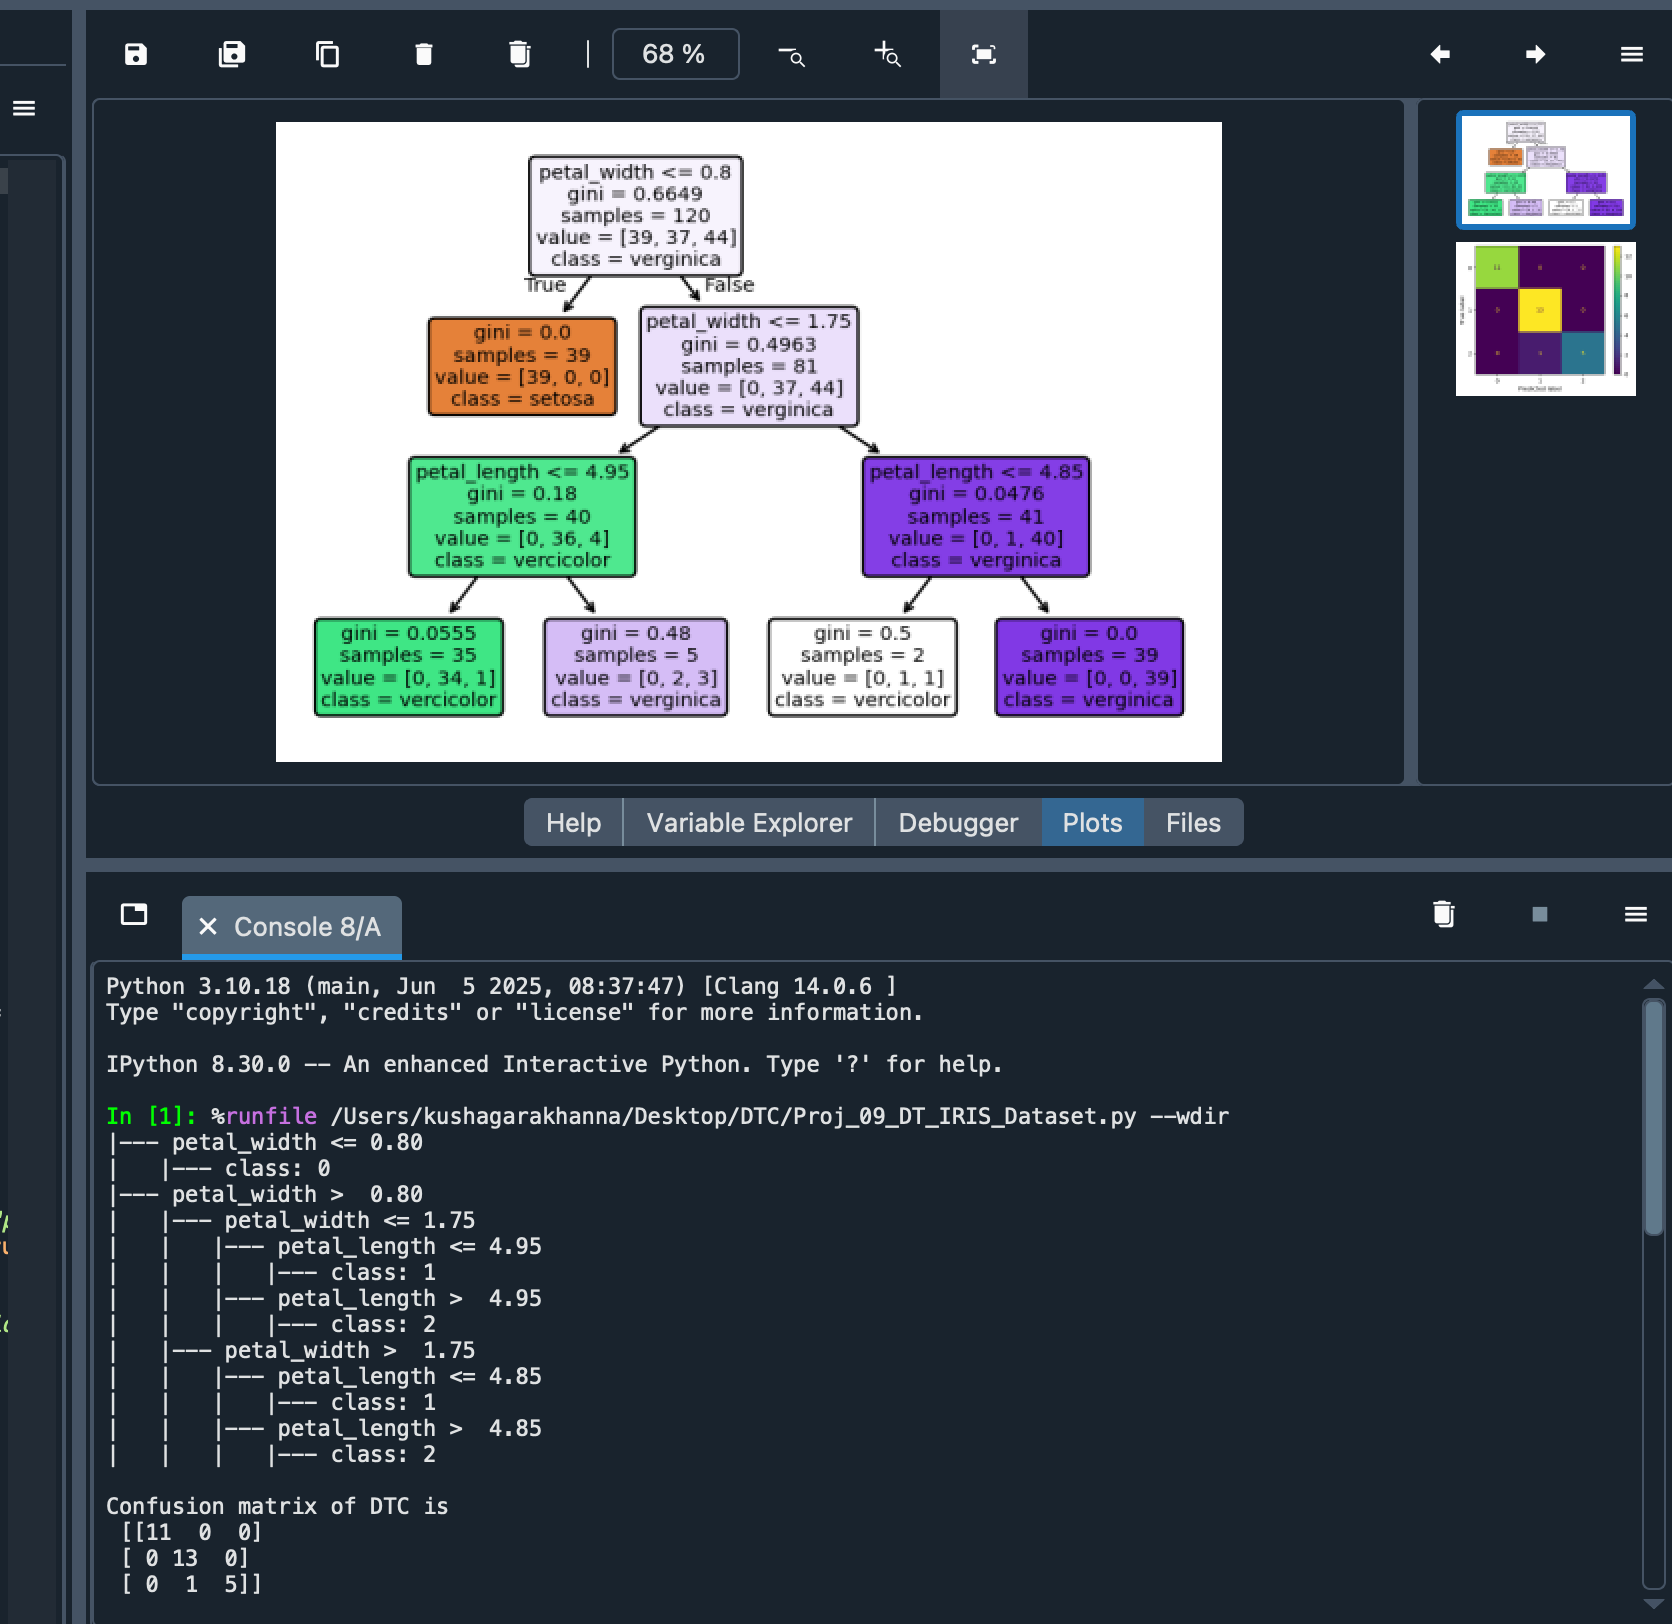 68 %
petal_width <= 0.8
gini = 0.6649
samples = 120
value = [39, 37, 44]
class = verginica
True
False
gini = 0.0
samples = 39
value = [39, 0, 0]
class = setosa
petal_width <= 1.75
gini = 0.4963
samples = 81
value = [0, 37, 44]
class = verginica
petal_length <= 4.95
gini = 0.18
samples = 40
value = [0, 36, 4]
class = vercicolor
petal_length <= 4.85
gini = 0.0476
samples = 41
value = [0, 1, 40]
class = verginica
gini = 0.0555
samples = 35
value = [0, 34, 1]
class = vercicolor
gini = 0.48
samples = 5
value = [0, 2, 3]
class = verginica
gini = 0.5
samples = 2
value = [0, 1, 1]
class = vercicolor
gini = 0.0
samples = 39
value = [0, 0, 39]
class = verginica
Help
Variable Explorer
Debugger
Plots
Files
Console 8/A
Python 3.10.18 (main, Jun  5 2025, 08:37:47) [Clang 14.0.6 ]
Type "copyright", "credits" or "license" for more information.
IPython 8.30.0 -- An enhanced Interactive Python. Type '?' for help.
In [1]: %runfile /Users/kushagarakhanna/Desktop/DTC/Proj_09_DT_IRIS_Dataset.py --wdir
|--- petal_width <= 0.80
|   |--- class: 0
|--- petal_width >  0.80
|   |--- petal_width <= 1.75
|   |   |--- petal_length <= 4.95
|   |   |   |--- class: 1
|   |   |--- petal_length >  4.95
|   |   |   |--- class: 2
|   |--- petal_width >  1.75
|   |   |--- petal_length <= 4.85
|   |   |   |--- class: 1
|   |   |--- petal_length >  4.85
|   |   |   |--- class: 2
Confusion matrix of DTC is
[[11  0  0]
[ 0 13  0]
[ 0  1  5]]